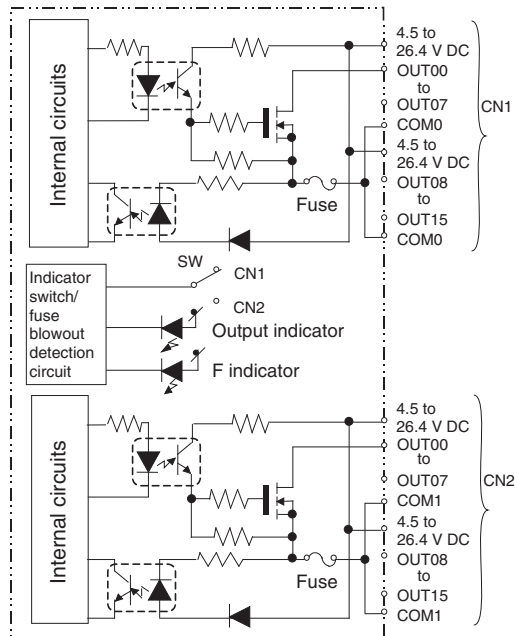 Internal circuits
Fuse
4.5 to
26.4 V DC
OUT00
to
OUT07
COM0
4.5 to
26.4 V DC
OUT08
to
OUT15
COM0
CN1
Indicator
switch/
fuse
blowout
detection
circuit
SW
CN1
CN2
Output indicator
F indicator
Internal circuits
Fuse
4.5 to
26.4 V DC
OUT00
to
OUT07
COM1
4.5 to
26.4 V DC
OUT08
to
OUT15
COM1
CN2